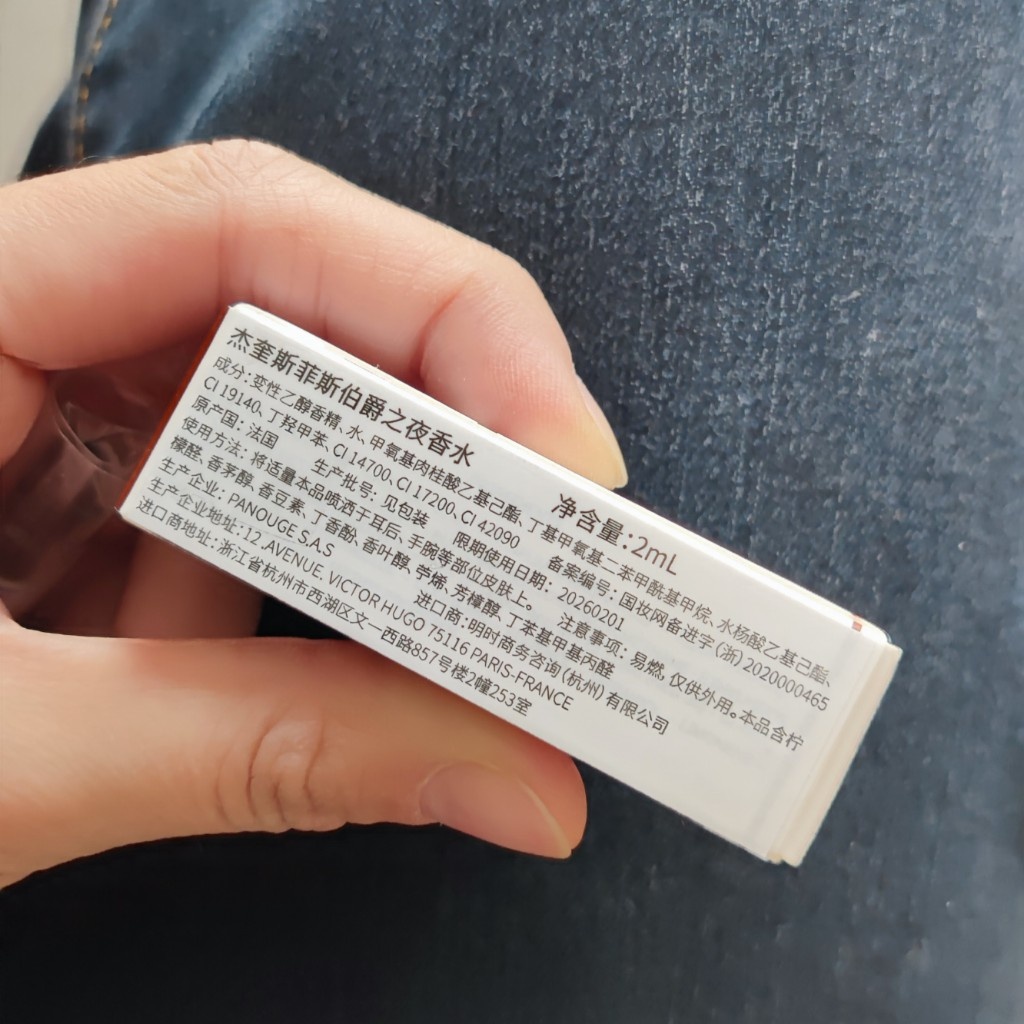 杰奎斯菲斯伯爵之夜香水
净含量:2mL
成分:变性乙醇香精、水、甲氧基肉桂酸乙基己酯、丁基甲氧基二苯甲酰基甲烷、水杨酸乙基己酯、
CI 19140、丁羟甲苯、CI 14700、CI 17200、CI 42090 备案编号:国妆网备进字(浙)2020000465
原产国:法国 生产批号:见包装 限期使用日期:20260201
使用方法:将适量本品喷洒于耳后、手腕等部位皮肤上。 注意事项:易燃,仅供外用。本品含柠
檬醛、香茅醇、香豆素、丁香酚、香叶醇、苧烯、芳樟醇、丁苯基甲基丙醛
生产企业:PANOUGE S.A.S 进口商:明时商务咨询(杭州)有限公司
生产企业地址:12.AVENUE. VICTOR HUGO 75116 PARIS-FRANCE
进口商地址:浙江省杭州市西湖区文一西路857号楼2幢253室